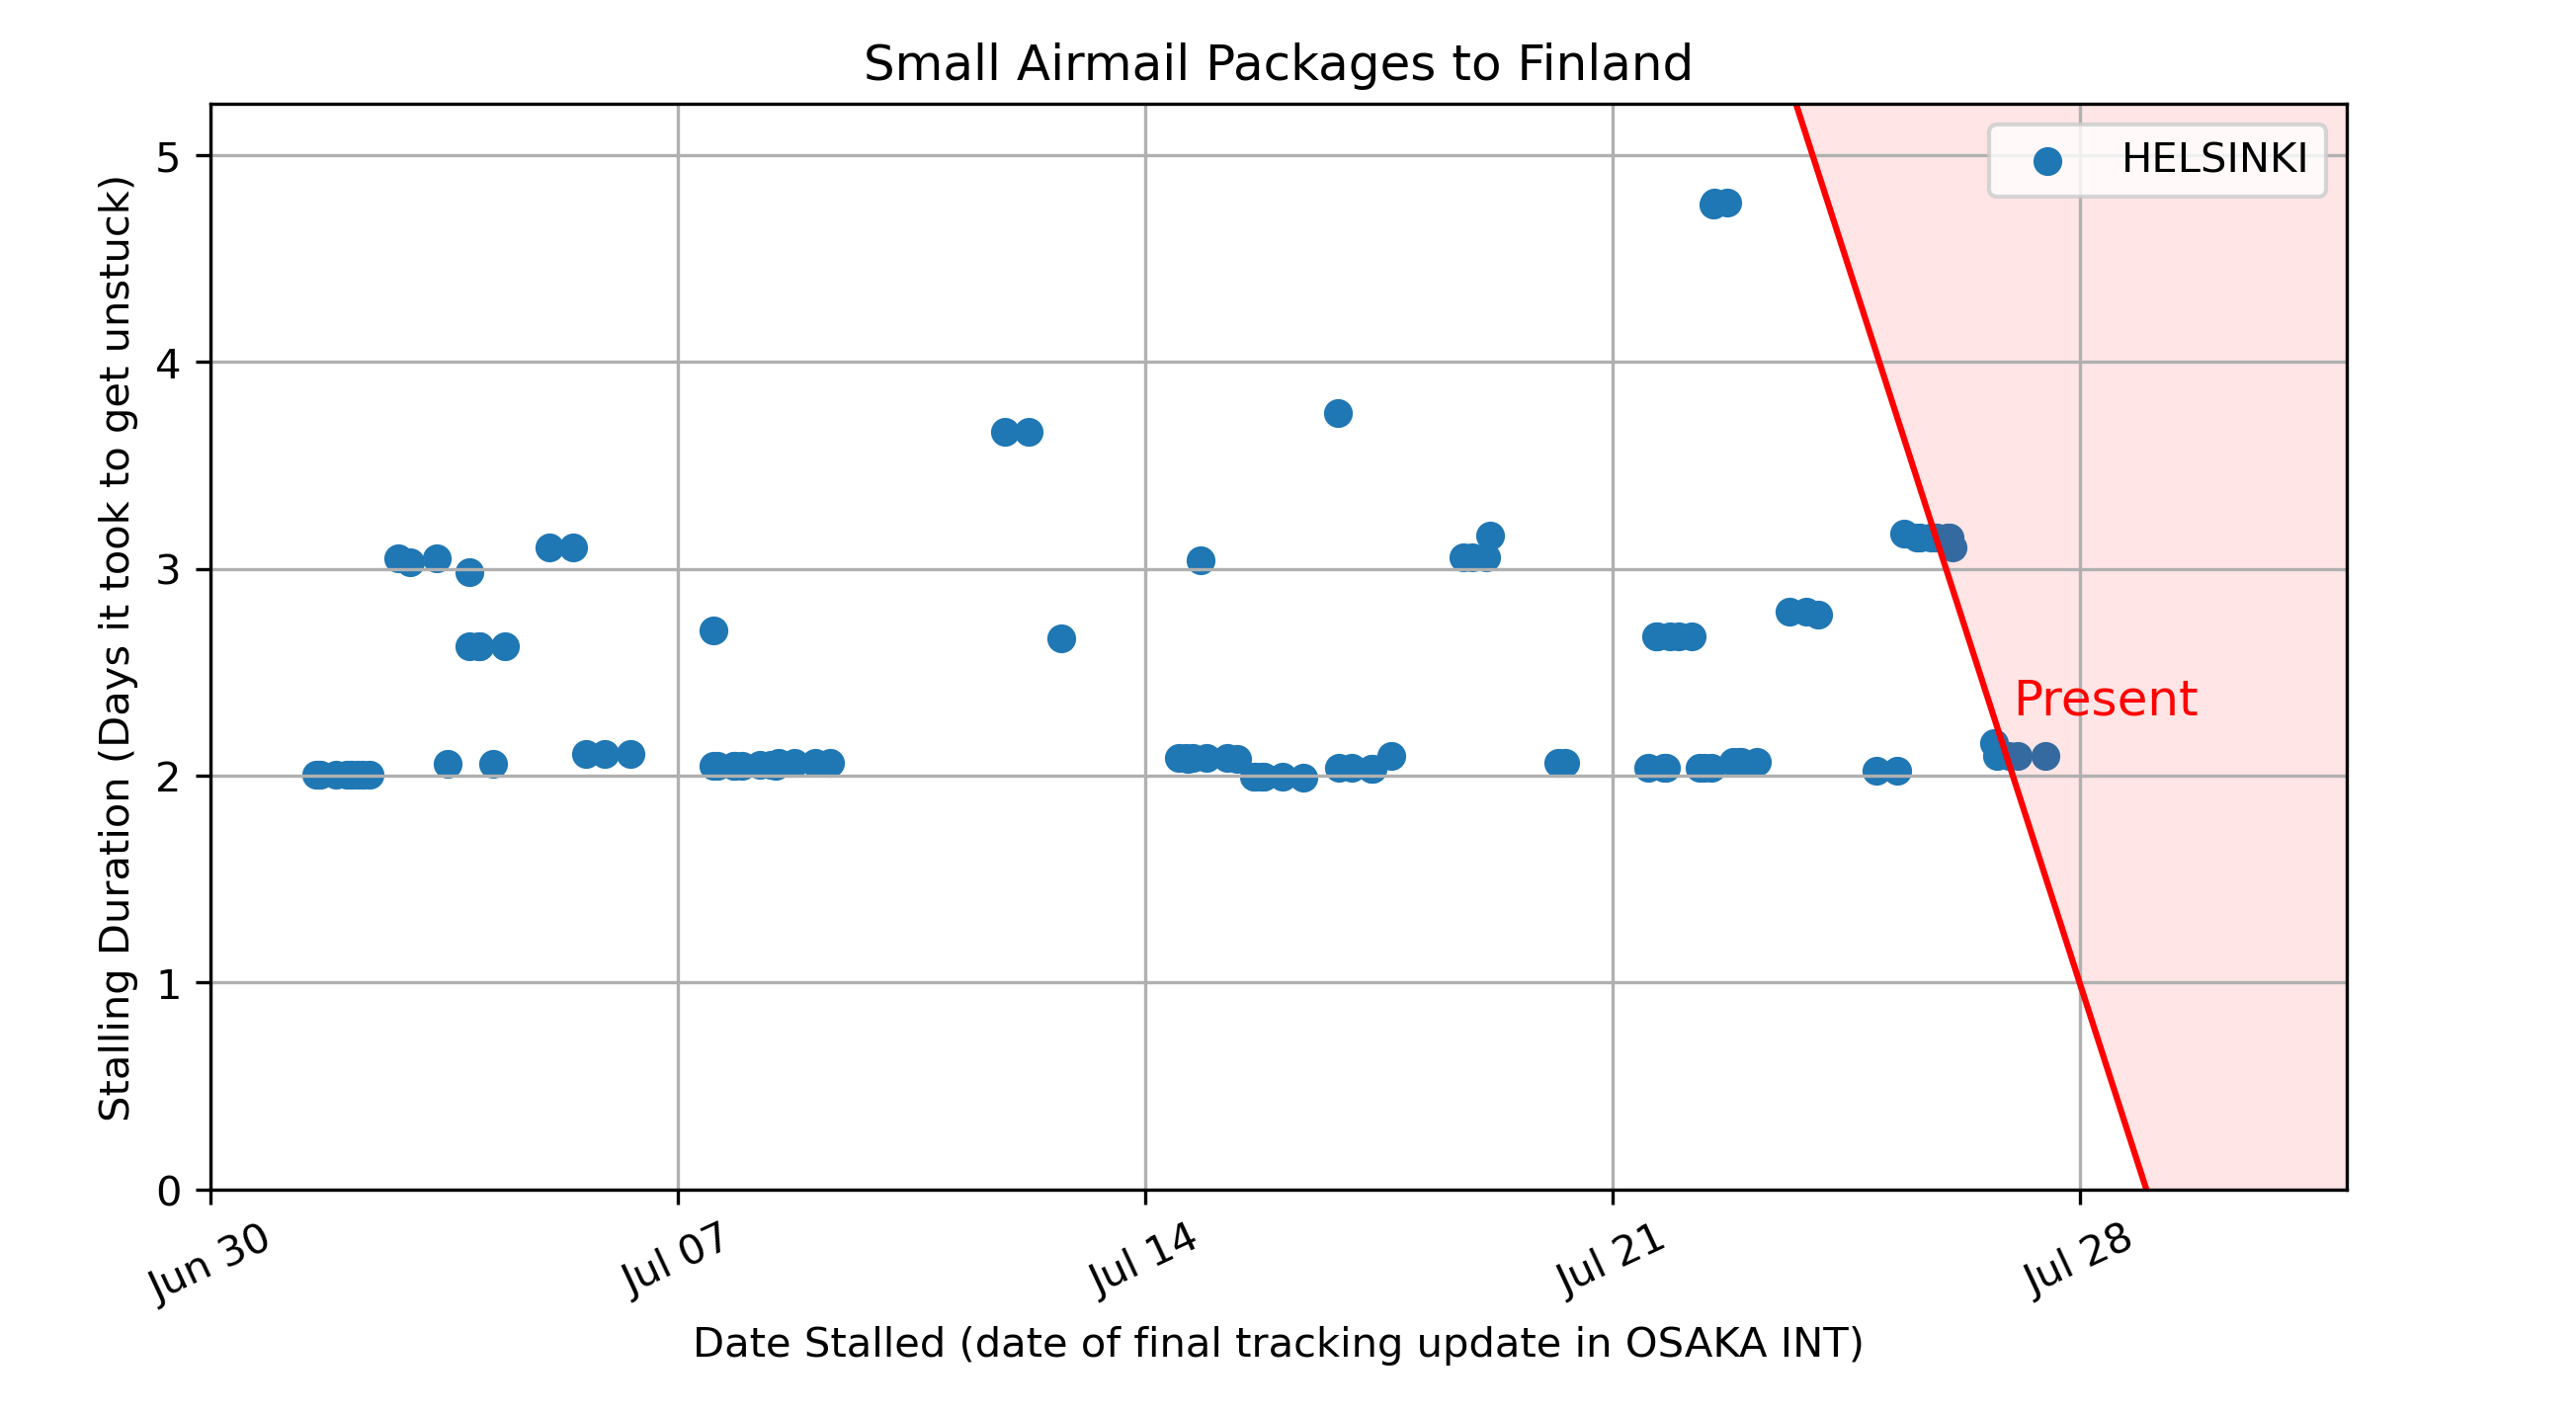 Small Airmail Packages to Finland
HELSINKI
5
4
3
2
1
0
Stalling Duration (Days it took to get unstuck)
Present
Jun 30
Jul 07
Jul 14
Jul 21
Jul 28
Date Stalled (date of final tracking update in OSAKA INT)